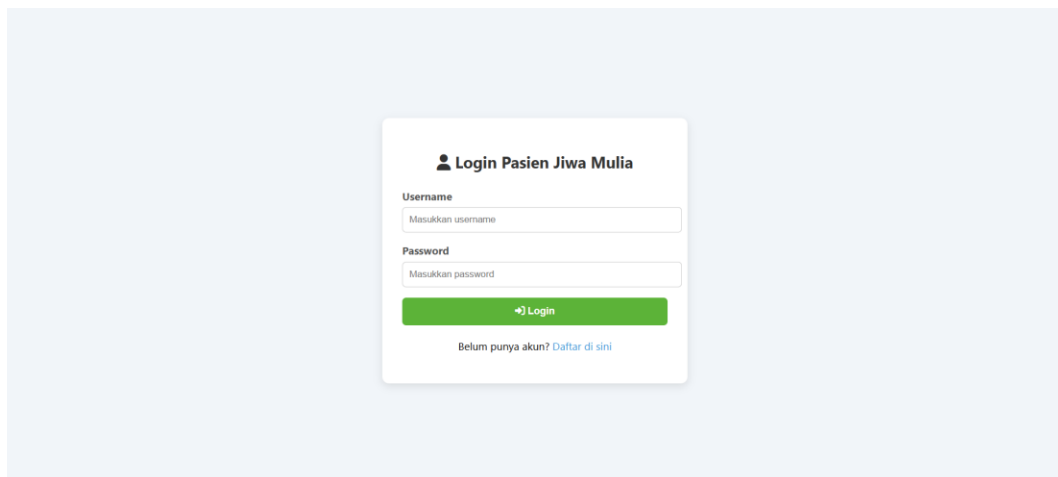 Login Pasien Jiwa Mulia
Username
Masukkan username
Password
Masukkan password
Login
Belum punya akun? Daftar di sini